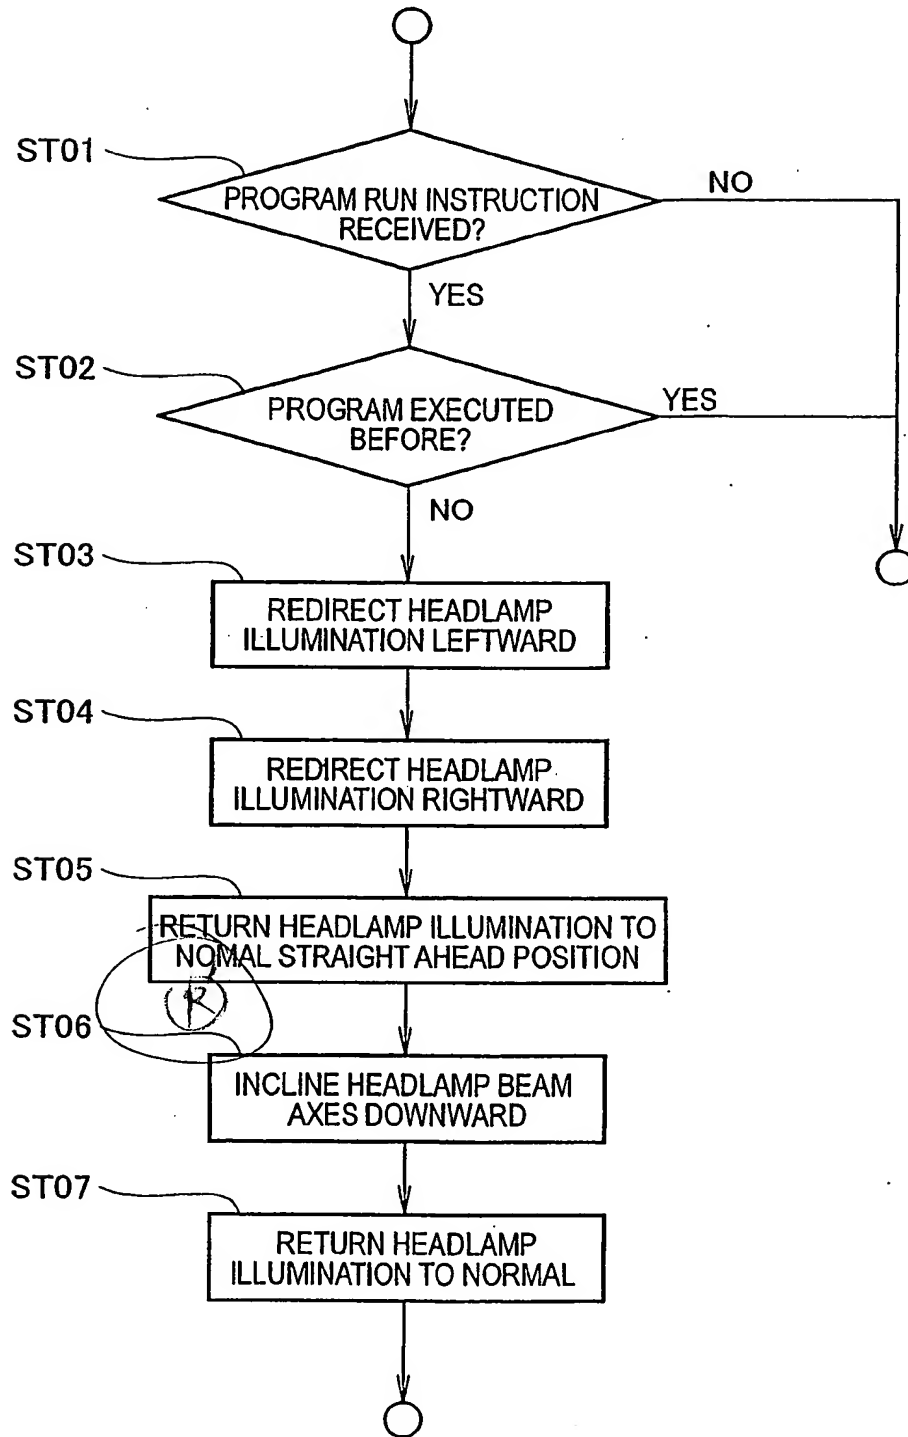 ST01
PROGRAM RUN INSTRUCTION
RECEIVED?
NO
YES
ST02
PROGRAM EXECUTED
BEFORE?
YES
NO
ST03
REDIRECT HEADLAMP
ILLUMINATION LEFTWARD
ST04
REDIRECT HEADLAMP
ILLUMINATION RIGHTWARD
ST05
RETURN HEADLAMP ILLUMINATION TO
NOMAL STRAIGHT AHEAD POSITION
R
ST06
INCLINE HEADLAMP BEAM
AXES DOWNWARD
ST07
RETURN HEADLAMP
ILLUMINATION TO NORMAL